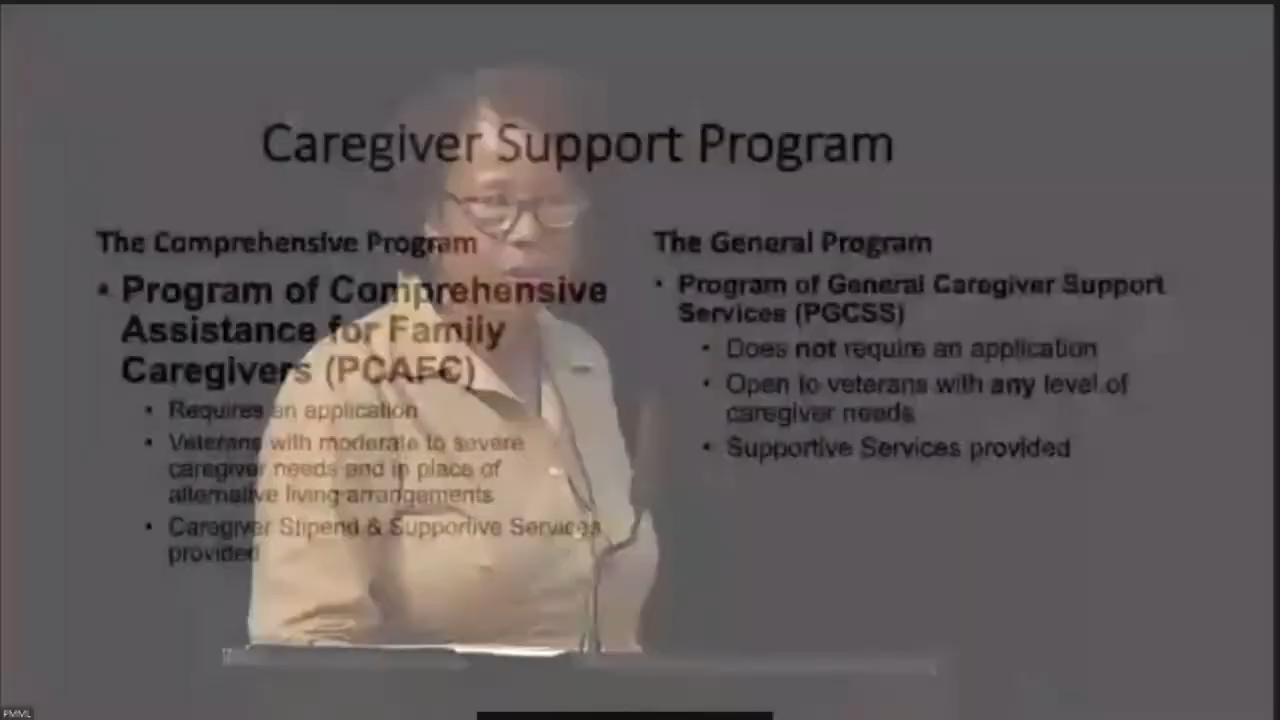 Caregiver Support Program
The Comprehensive Program
• Program of Comprehensive
Assistance for Family
Caregivers (PCAFC)
• Requires an application
• Veterans with moderate to severe
caregiver needs and in place of
alternative living arrangements
• Caregiver Stipend & Supportive Services
provided
The General Program
• Program of General Caregiver Support
Services (PGCSS)
• Does not require an application
• Open to veterans with any level of
caregiver needs
• Supportive Services provided
PMML